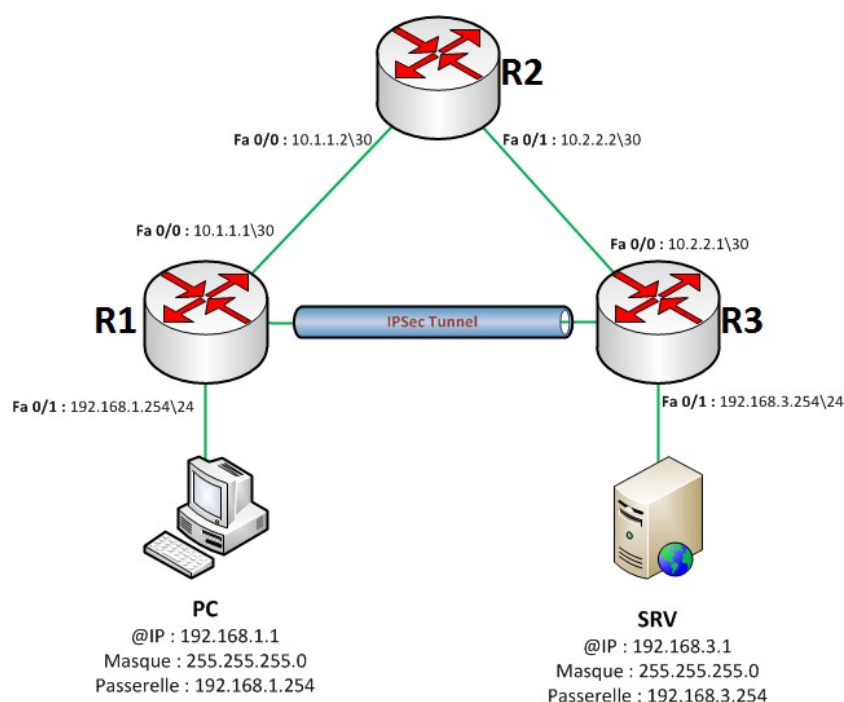 R2
Fa 0/0 : 10.1.1.2\30
Fa 0/1 : 10.2.2.2\30
Fa 0/0 : 10.1.1.1\30
Fa 0/0 : 10.2.2.1\30
R1
IPSec Tunnel
R3
Fa 0/1 : 192.168.1.254\24
Fa 0/1 : 192.168.3.254\24
PC
@IP : 192.168.1.1
Masque : 255.255.255.0
Passerelle : 192.168.1.254
SRV
@IP : 192.168.3.1
Masque : 255.255.255.0
Passerelle : 192.168.3.254